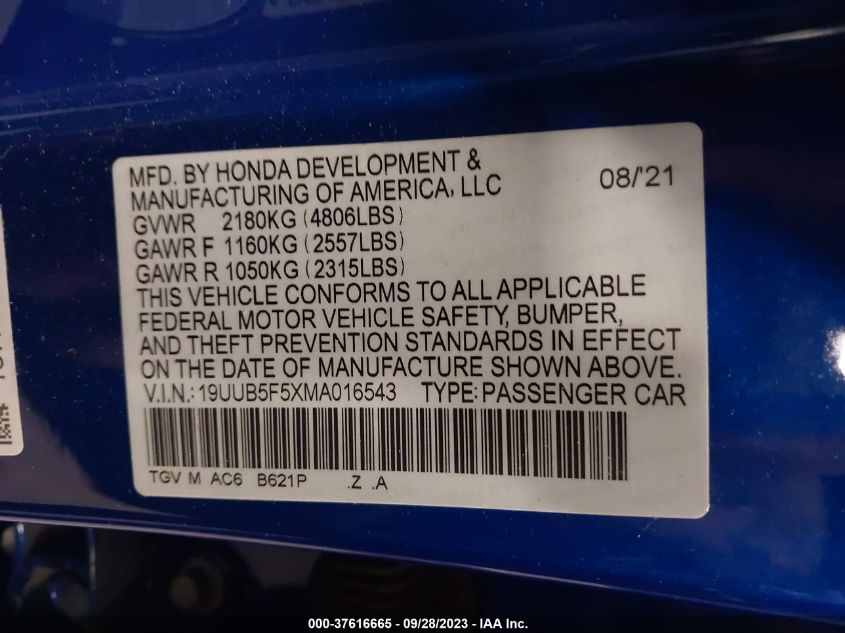 MFD. BY HONDA DEVELOPMENT &
MANUFACTURING OF AMERICA, LLC 08/'21
GVWR 2180KG (4806LBS)
GAWR F 1160KG (2557LBS)
GAWR R 1050KG (2315LBS)
THIS VEHICLE CONFORMS TO ALL APPLICABLE
FEDERAL MOTOR VEHICLE SAFETY, BUMPER,
AND THEFT PREVENTION STANDARDS IN EFFECT
ON THE DATE OF MANUFACTURE SHOWN ABOVE.
V.I.N.: 19UUB5F5XMA016543 TYPE: PASSENGER CAR
TGV M AC6 B621P .Z .A
000-37616665 - 09/28/2023 - IAA Inc.